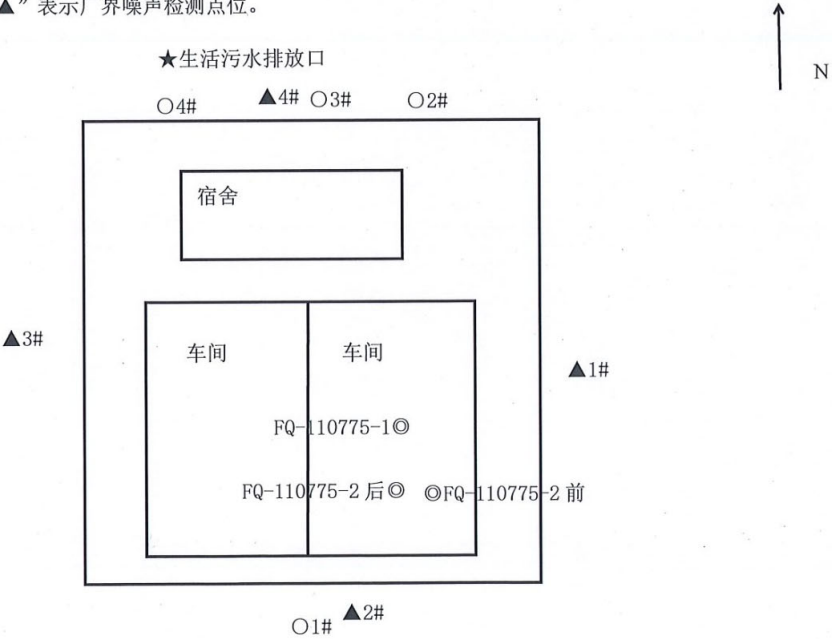 ▲”表示厂界噪声检测点位。
★生活污水排放口
N
○4# ▲4# ○3# ○2#
宿舍
▲3#
车间 车间
▲1#
FQ-110775-1◎
FQ-110775-2 后◎ ◎FQ-110775-2 前
○1# ▲2#